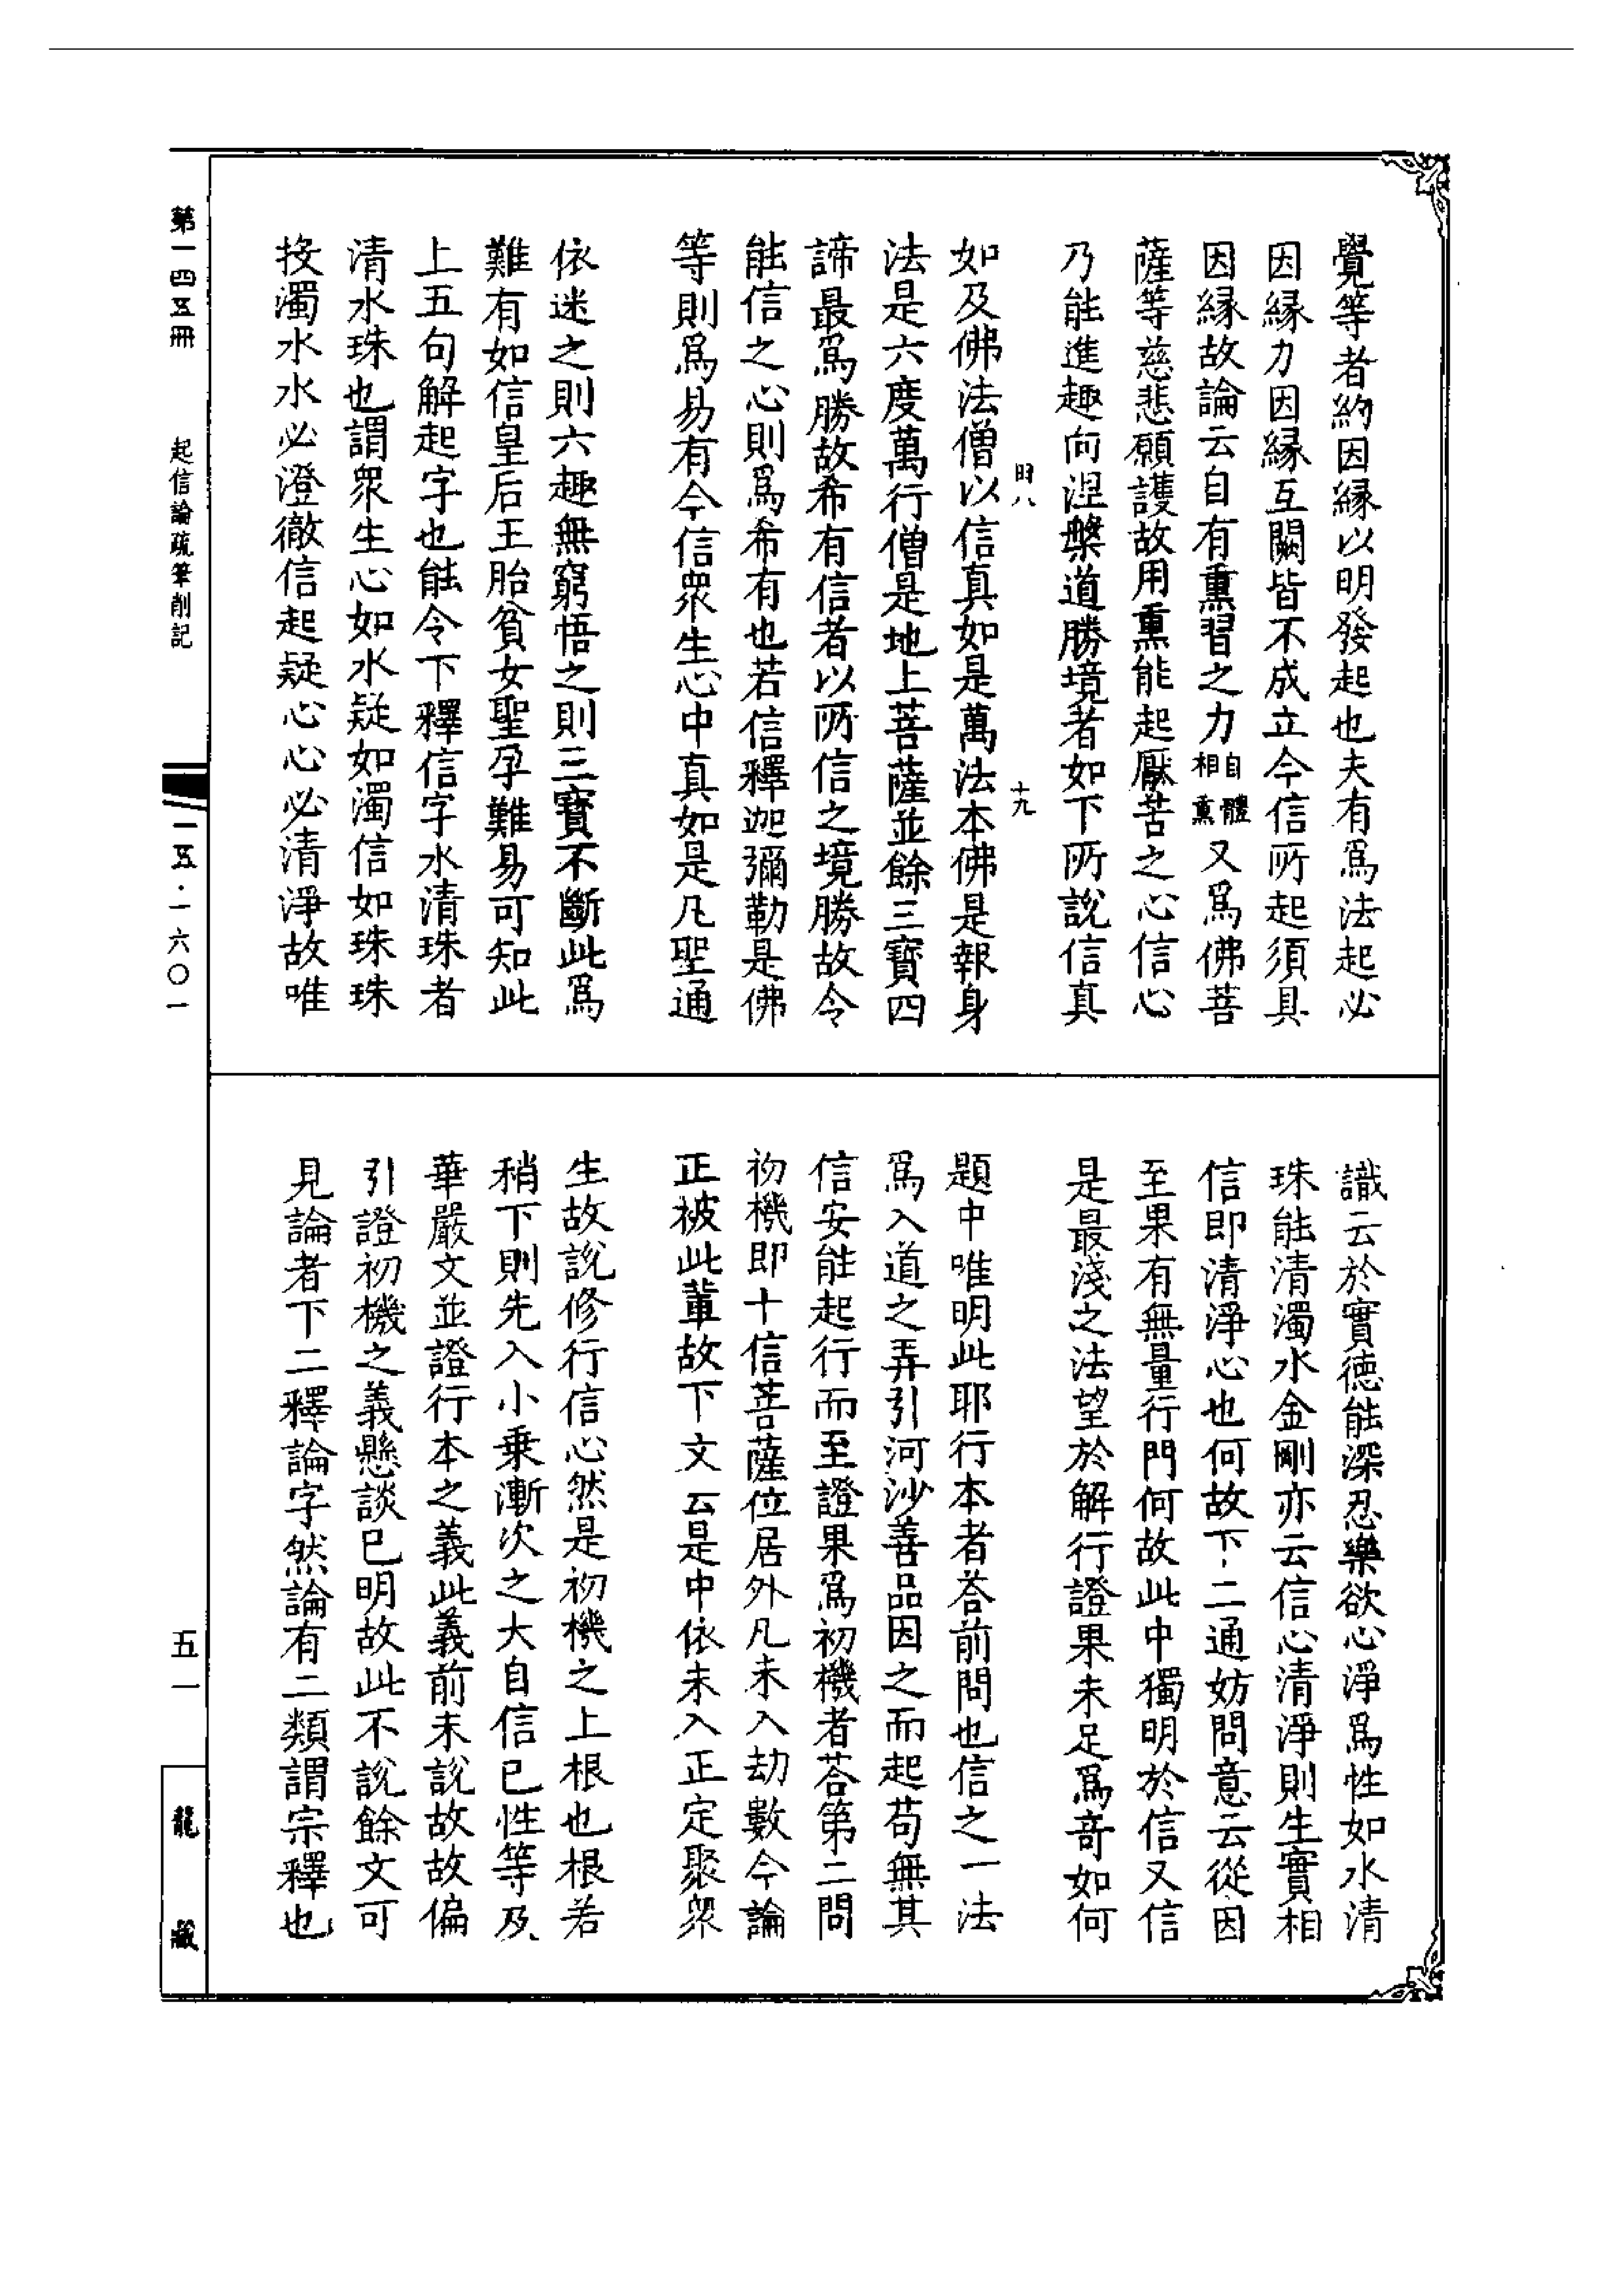 覺等者約因緣以明發起也夫有爲法起必
因緣力因緣互闕皆不成立今信所起須具
因緣故論云自有熏習之力自體相熏又爲佛菩
薩等慈悲願護故用熏能起厭苦之心信心
乃能進趣向涅槃道勝境者如下所說信真
十九
如及佛法僧以信真如是萬法本佛是報身
法是六度萬行僧是地上菩薩並餘三寶四
諦最爲勝故希有信者以所信之境勝故令
能信之心則爲希有也若信釋迦彌勒是佛
等則爲易有今信眾生心中真如是凡聖通
依迷之則六趣無窮悟之則三寶不斷此爲
難有如信皇后王胎貧女聖孕難易可知此
上五句解起字也能令下釋信字水清珠者
清水珠也謂眾生心如水疑如濁信如珠珠
投濁水水必澄徹信起疑心心必清淨故唯
識云於實德能深忍樂欲心淨爲性如水清
珠能清濁水金剛亦云信心清淨則生實相
信即清淨心也何故下二通妨問意云從因
至果有無量行門何故此中獨明於信又信
是最淺之法望於解行證果未足爲奇如何
題中唯明此耶行本者荅前問也信之一法
爲入道之弄引河沙善品因之而起苟無其
信安能起行而至證果爲初機者荅第二問
初機即十信菩薩位居外凡未入劫數今論
正被此輩故下文云是中依未入正定聚眾
生故說修行信心然是初機之上根也根若
稍下則先入小乗漸次之大自信已性等及
華嚴文並證行本之義此義前未說故故偏
引證初機之義懸談已明故此不說餘文可
見論者下二釋論字然論有二類謂宗釋也
第一四五冊
起信論疏筆削記
一五·一六〇一
五一
龍藏